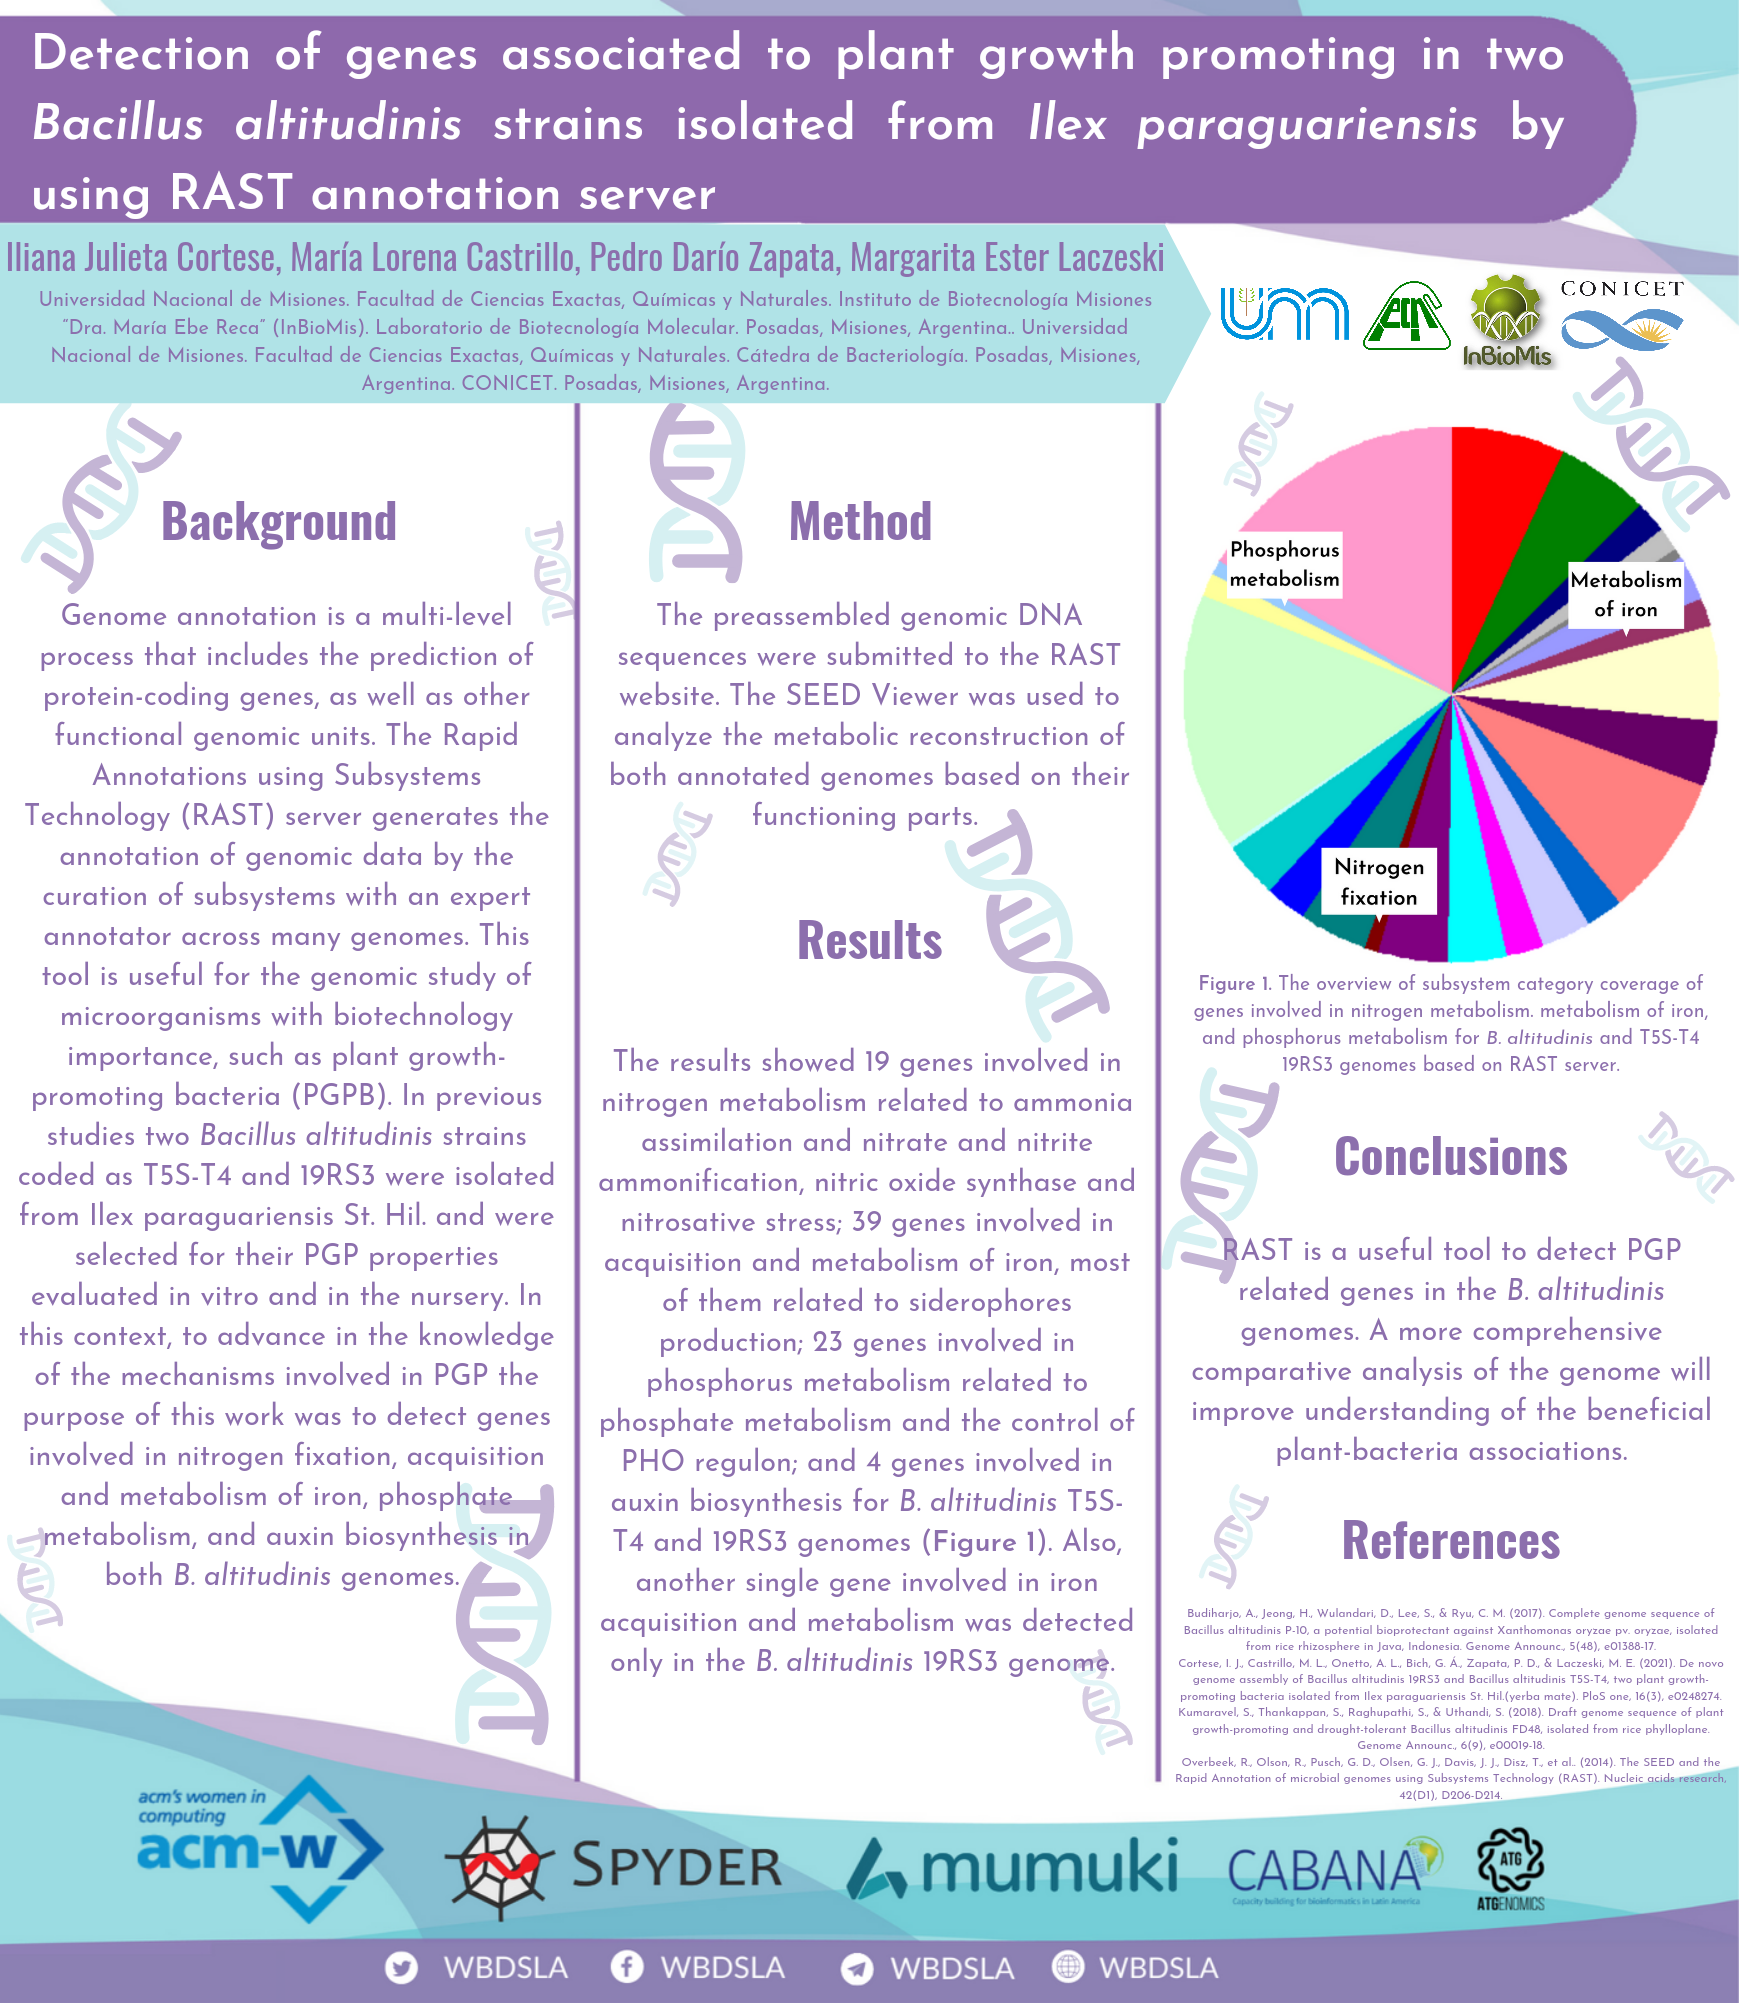 Detection of genes associated to plant growth promoting in two
Bacillus altitudinis strains isolated from Ilex paraguariensis by
using RAST annotation server
Iliana Julieta Cortese, María Lorena Castrillo, Pedro Darío Zapata, Margarita Ester Laczeski
Universidad Nacional de Misiones. Facultad de Ciencias Exactas, Químicas y Naturales. Instituto de Biotecnología Misiones
"Dra. María Ebe Reca" (InBioMis). Laboratorio de Biotecnología Molecular. Posadas, Misiones, Argentina.. Universidad
Nacional de Misiones. Facultad de Ciencias Exactas, Químicas y Naturales. Cátedra de Bacteriología. Posadas, Misiones,
Argentina. CONICET. Posadas, Misiones, Argentina.
InBioMis
CONICET
Background
Genome annotation is a multi-level
process that includes the prediction of
protein-coding genes, as well as other
functional genomic units. The Rapid
Annotations using Subsystems
Technology (RAST) server generates the
annotation of genomic data by the
curation of subsystems with an expert
annotator across many genomes. This
tool is useful for the genomic study of
microorganisms with biotechnology
importance, such as plant growth-
promoting bacteria (PGPB). In previous
studies two Bacillus altitudinis strains
coded as T5S-T4 and 19RS3 were isolated
from Ilex paraguariensis St. Hil. and were
selected for their PGP properties
evaluated in vitro and in the nursery. In
this context, to advance in the knowledge
of the mechanisms involved in PGP the
purpose of this work was to detect genes
involved in nitrogen fixation, acquisition
and metabolism of iron, phosphate
metabolism, and auxin biosynthesis in
both B. altitudinis genomes.
Method
The preassembled genomic DNA
sequences were submitted to the RAST
website. The SEED Viewer was used to
analyze the metabolic reconstruction of
both annotated genomes based on their
functioning parts.
Results
The results showed 19 genes involved in
nitrogen metabolism related to ammonia
assimilation and nitrate and nitrite
ammonification, nitric oxide synthase and
nitrosative stress; 39 genes involved in
acquisition and metabolism of iron, most
of them related to siderophores
production; 23 genes involved in
phosphorus metabolism related to
phosphate metabolism and the control of
PHO regulon; and 4 genes involved in
auxin biosynthesis for B. altitudinis T5S-
T4 and 19RS3 genomes (Figure 1). Also,
another single gene involved in iron
acquisition and metabolism was detected
only in the B. altitudinis 19RS3 genome.
Phosphorus
metabolism
Metabolism
of iron
Nitrogen
fixation
Figure 1. The overview of subsystem category coverage of
genes involved in nitrogen metabolism. metabolism of iron,
and phosphorus metabolism for B. altitudinis and T5S-T4
19RS3 genomes based on RAST server.
Conclusions
RAST is a useful tool to detect PGP
related genes in the B. altitudinis
genomes. A more comprehensive
comparative analysis of the genome will
improve understanding of the beneficial
plant-bacteria associations.
References
Budiharjo, A., Jeong, H., Wulandari, D., Lee, S., & Ryu, C. M. (2017). Complete genome sequence of
Bacillus altitudinis P-10, a potential bioprotectant against Xanthomonas oryzae pv. oryzae, isolated
from rice rhizosphere in Java, Indonesia. Genome Announc., 5(48), e01388-17.
Cortese, I. J., Castrillo, M. L., Onetto, A. L., Bich, G. Á., Zapata, P. D., & Laczeski, M. E. (2021). De novo
genome assembly of Bacillus altitudinis 19RS3 and Bacillus altitudinis T5S-T4, two plant growth-
promoting bacteria isolated from Ilex paraguariensis St. Hil.(yerba mate). PloS one, 16(3), e0248274.
Kumaravel, S., Thankappan, S., Raghupathi, S., & Uthandi, S. (2018). Draft genome sequence of plant
growth-promoting and drought-tolerant Bacillus altitudinis FD48, isolated from rice phylloplane.
Genome Announc., 6(9), e00019-18.
Overbeek, R., Olson, R., Pusch, G. D., Olsen, G. J., Davis, J. J., Disz, T., et al.. (2014). The SEED and the
Rapid Annotation of microbial genomes using Subsystems Technology (RAST). Nucleic acids research,
42(D1), D206-D214.
acm's women in
computing
acm-w
SPYDER
mumuki
CABANA
Capacity building for bioinformatics in Latin America
ATG
ATGENOMICS
WBDSLA
WBDSLA
WBDSLA
WBDSLA